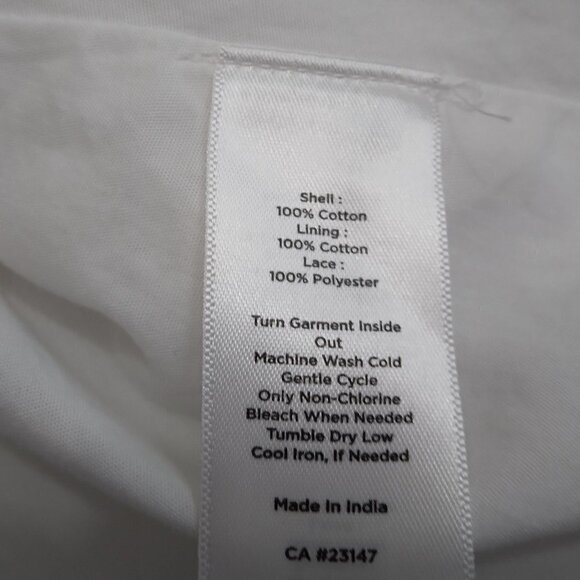 Shell :
100% Cotton
Lining :
100% Cotton
Lace :
100% Polyester
Turn Garment Inside
Out
Machine Wash Cold
Gentle Cycle
Only Non-Chlorine
Bleach When Needed
Tumble Dry Low
Cool Iron, If Needed
Made In India
CA #23147